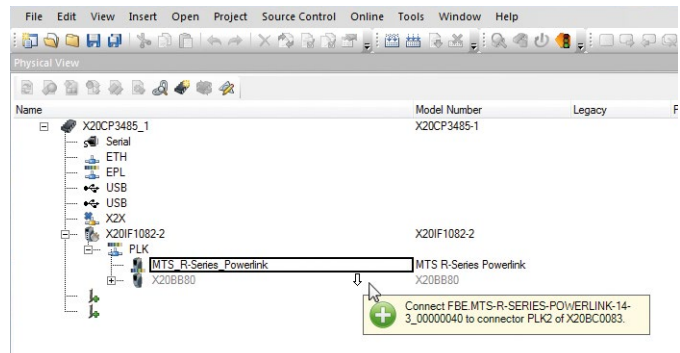 File Edit View Insert Open Project Source Control Online Tools Window Help
Physical View
Name Model Number Legacy F
X20CP3485_1 X20CP3485-1
Serial
ETH
EPL
USB
USB
X2X
X20IF1082-2 X20IF1082-2
PLK
MTS_R-Series_Powerlink MTS R-Series Powerlink
X20BB80 X20BB80
Connect FBE.MTS-R-SERIES-POWERLINK-14-
3_00000040 to connector PLK2 of X20BC0083.